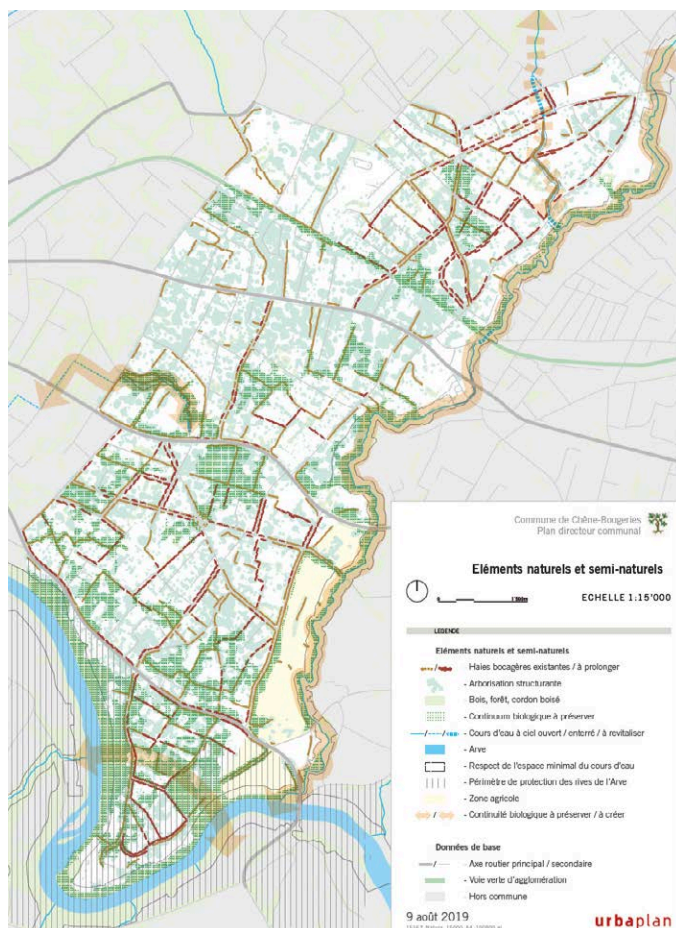 Commune de Chêne-Bougeries
Plan directeur communal
Eléments naturels et semi-naturels
ECHELLE 1:15'000
LEGENDE
Eléments naturels et semi-naturels
- Haies bocagères existantes / à prolonger
- Arborisation structurante
- Bois, forêt, cordon boisé
- Continuum biologique à préserver
- Cours d'eau à ciel ouvert / enterré / à revitaliser
- Arve
- Respect de l'espace minimal du cours d'eau
- Périmètre de protection des rives de l'Arve
- Zone agricole
- Continuité biologique à préserver / à créer
Données de base
- Axe routier principal / secondaire
- Voie verte d'agglomération
- Hors commune
9 août 2019
urbaplan